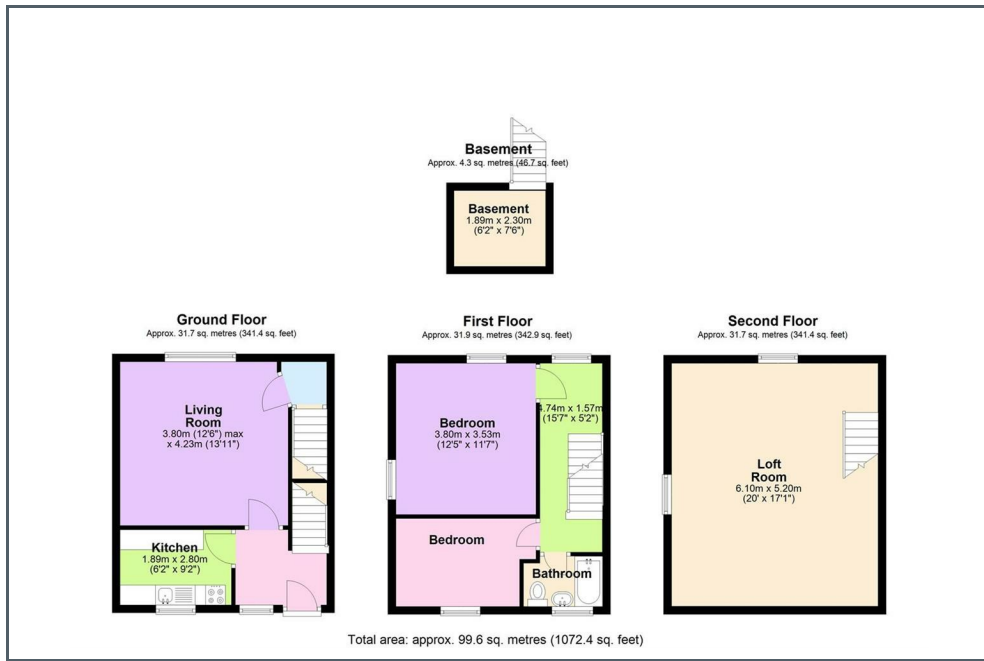 Basement
Approx. 4.3 sq. metres (46.7 sq. feet)
Basement
1.89m x 2.30m
(6'2" x 7'6")
Ground Floor
Approx. 31.7 sq. metres (341.4 sq. feet)
Living
Room
3.80m (12'6") max
x 4.23m (13'11")
Kitchen
1.89m x 2.80m
(6'2" x 9'2")
First Floor
Approx. 31.9 sq. metres (342.9 sq. feet)
Bedroom
3.80m x 3.53m
(12'5" x 11'7")
4.74m x 1.57m
(15'7" x 5'2")
Bedroom
Bathroom
Second Floor
Approx. 31.7 sq. metres (341.4 sq. feet)
Loft
Room
6.10m x 5.20m
(20' x 17'1")
Total area: approx. 99.6 sq. metres (1072.4 sq. feet)